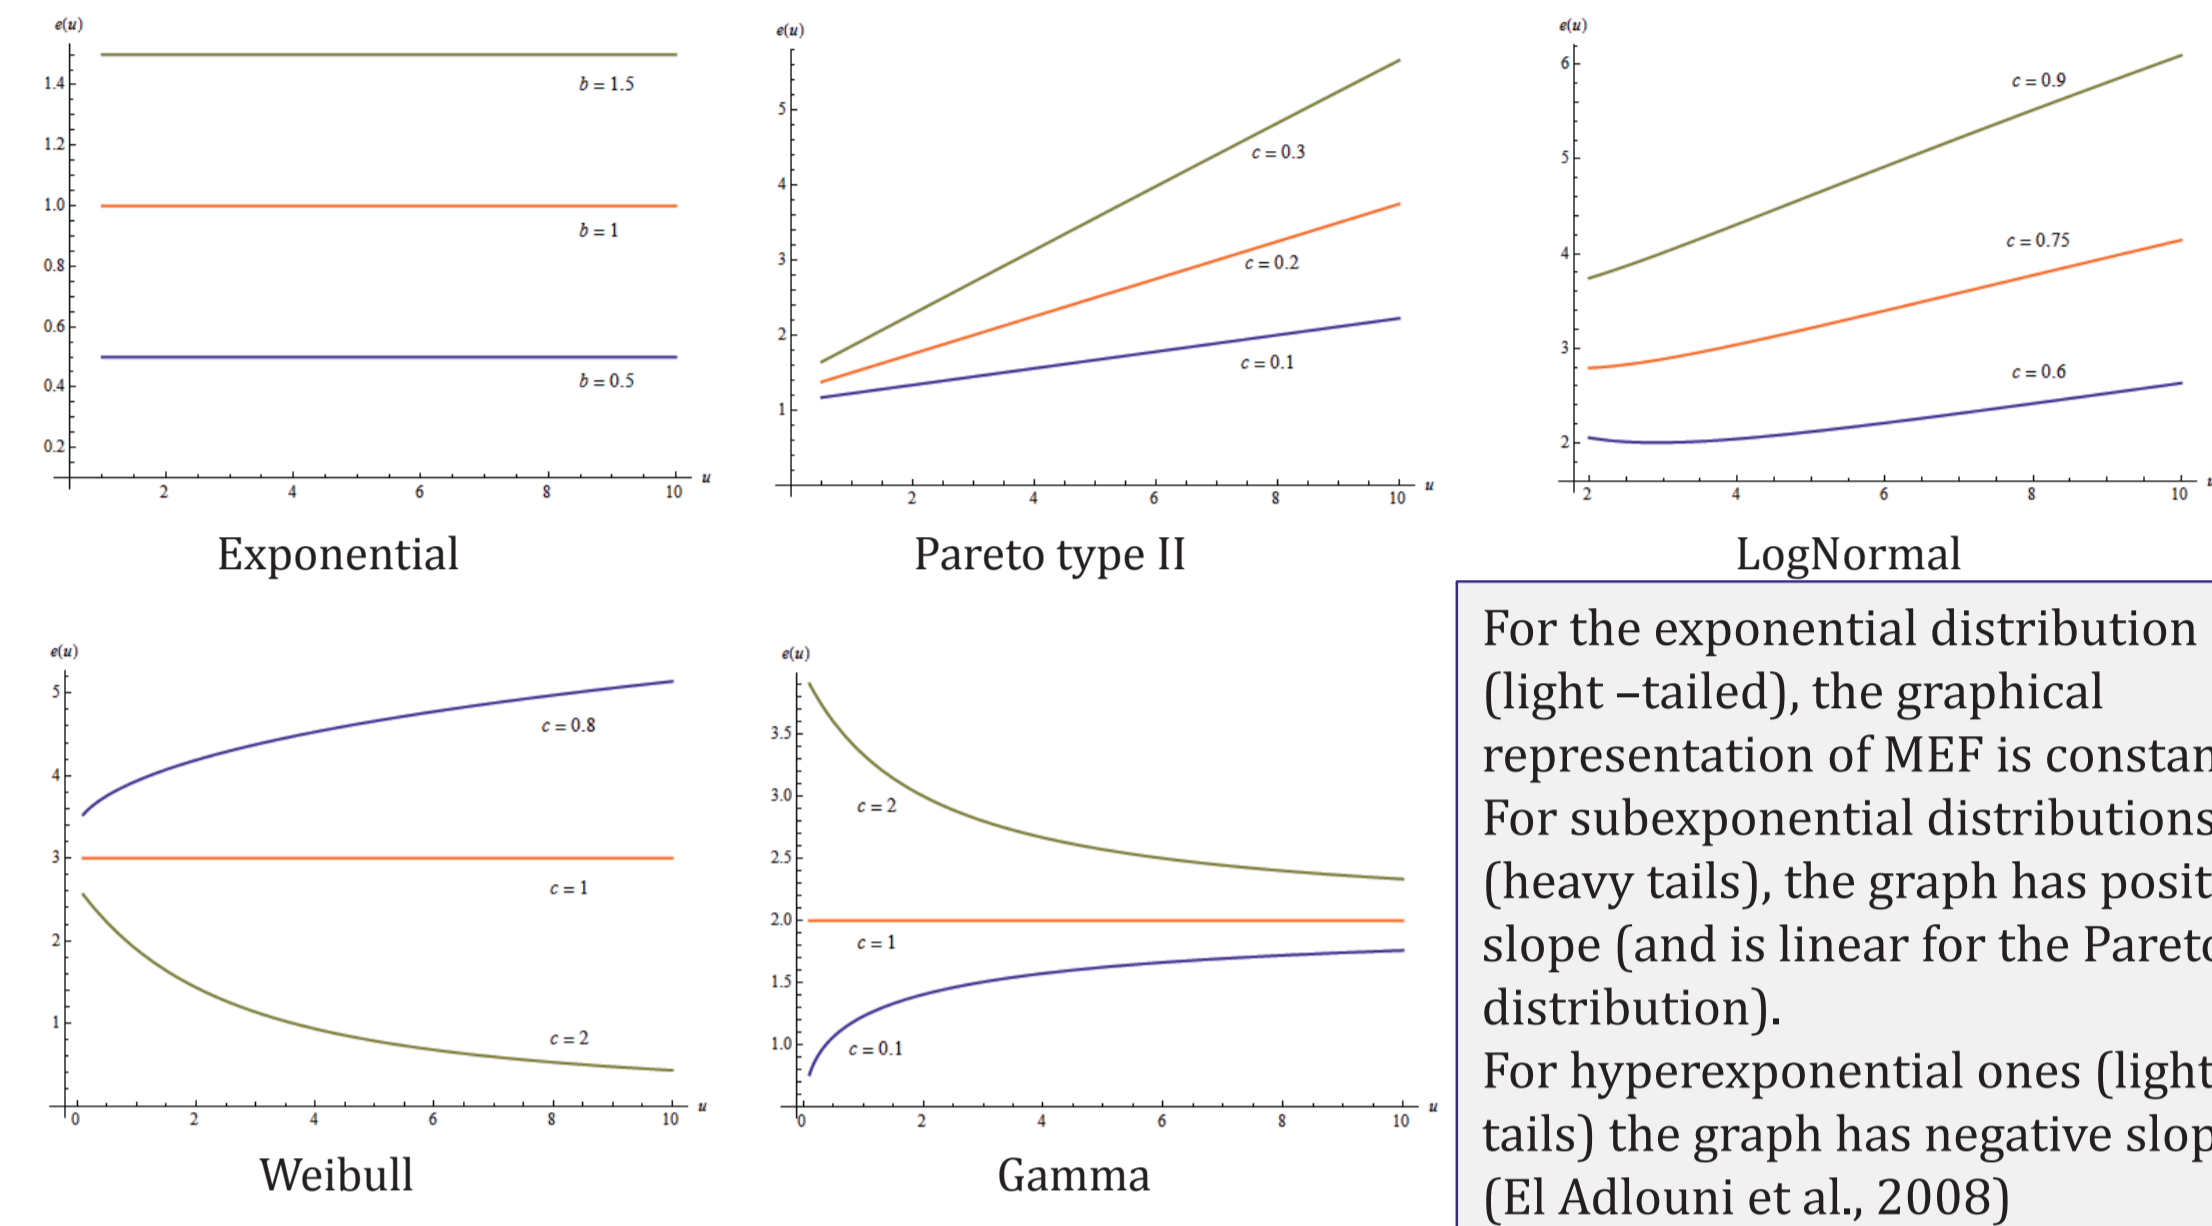 e(u)
1.4
1.2
1.0
0.8
0.6
0.4
0.2
b = 1.5
b = 1
b = 0.5
2 4 6 8 10 u
Exponential
e(u)
5
4
3
2
1
c = 0.3
c = 0.2
c = 0.1
2 4 6 8 10 u
Pareto type II
e(u)
6
5
4
3
2
c = 0.9
c = 0.75
c = 0.6
2 4 6 8 10
LogNormal
e(u)
5
4
3
2
1
c = 0.8
c = 1
c = 2
0 2 4 6 8 10 u
Weibull
e(u)
3.5
3.0
2.5
2.0
1.5
1.0
c = 2
c = 1
c = 0.1
0 2 4 6 8 10 u
Gamma
For the exponential distribution
(light –tailed), the graphical
representation of MEF is constan
For subexponential distributions
(heavy tails), the graph has posit
slope (and is linear for the Pareto
distribution).
For hyperexponential ones (light
tails) the graph has negative slop
(El Adlouni et al., 2008)